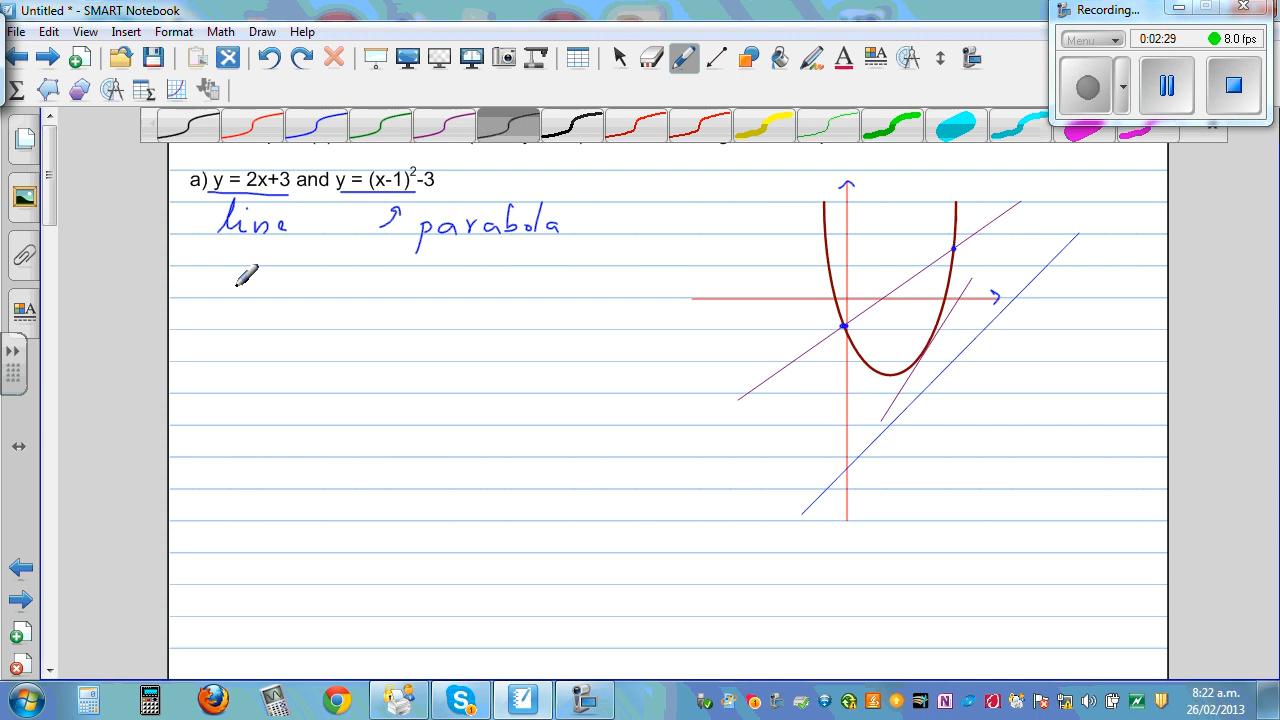 Untitled * - SMART Notebook
Recording...
File Edit View Insert Format Math Draw Help
Menu 0:02:29 8.0 fps
a) y = 2x+3 and y = (x-1)²-3
line parabola
8:22 a.m.
26/02/2013